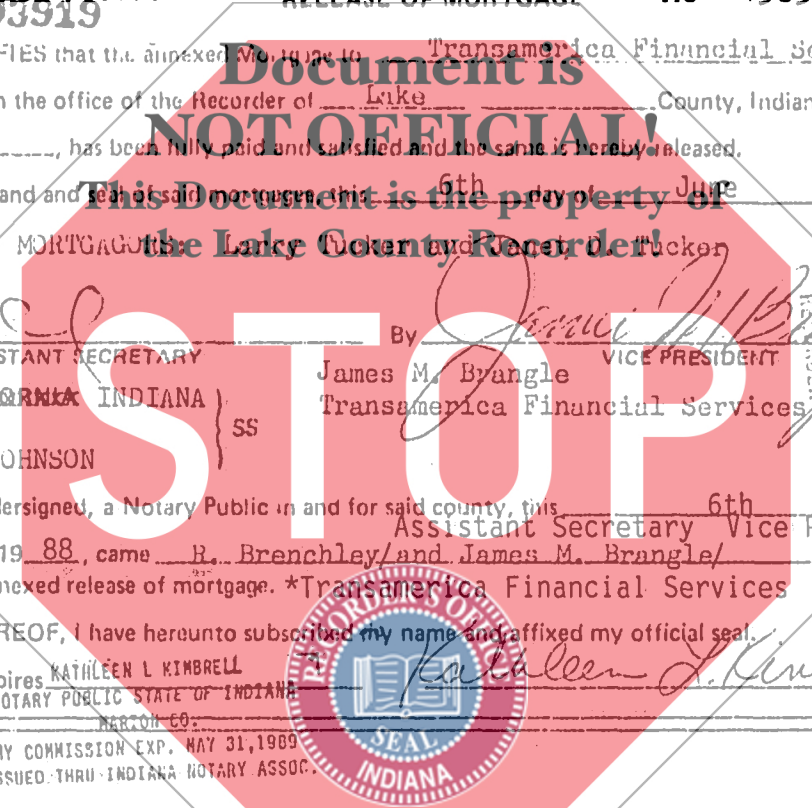 93919
RELEASE OF MORTGAGE
FIES that the annexed Mortgage to Transamerica Financial Se
Document is
n the office of the Recorder of Lake County, Indian
NOT OFFICIAL!
, has been fully paid and satisfied and the same is hereby released.
and and seal of said mortgagee, this 6th day of June
This Document is the property of
MORTGAGORS: Larry Tucker and Janet D. Tucker
the Lake County Recorder!
STOP
By
STANT SECRETARY
VICE PRESIDENT
James M. Brangle
INDIANA
SS
Transamerica Financial Services
OHNSON
dersigned, a Notary Public in and for said county, this 6th
Assistant Secretary Vice P
19 88, came R. Brenchley/and James M. Brangle/
nexed release of mortgage. *Transamerica Financial Services
REOF, I have hereunto subscribed my name and affixed my official seal.
pires KATHLEEN L KIMBRELL
Kathleen L. Kim
OTARY PUBLIC STATE OF INDIANA
MARION CO.
MY COMMISSION EXP. MAY 31,1989
SSUED THRU INDIANA NOTARY ASSOC.
RECORDER'S OFFICE
SEAL
INDIANA